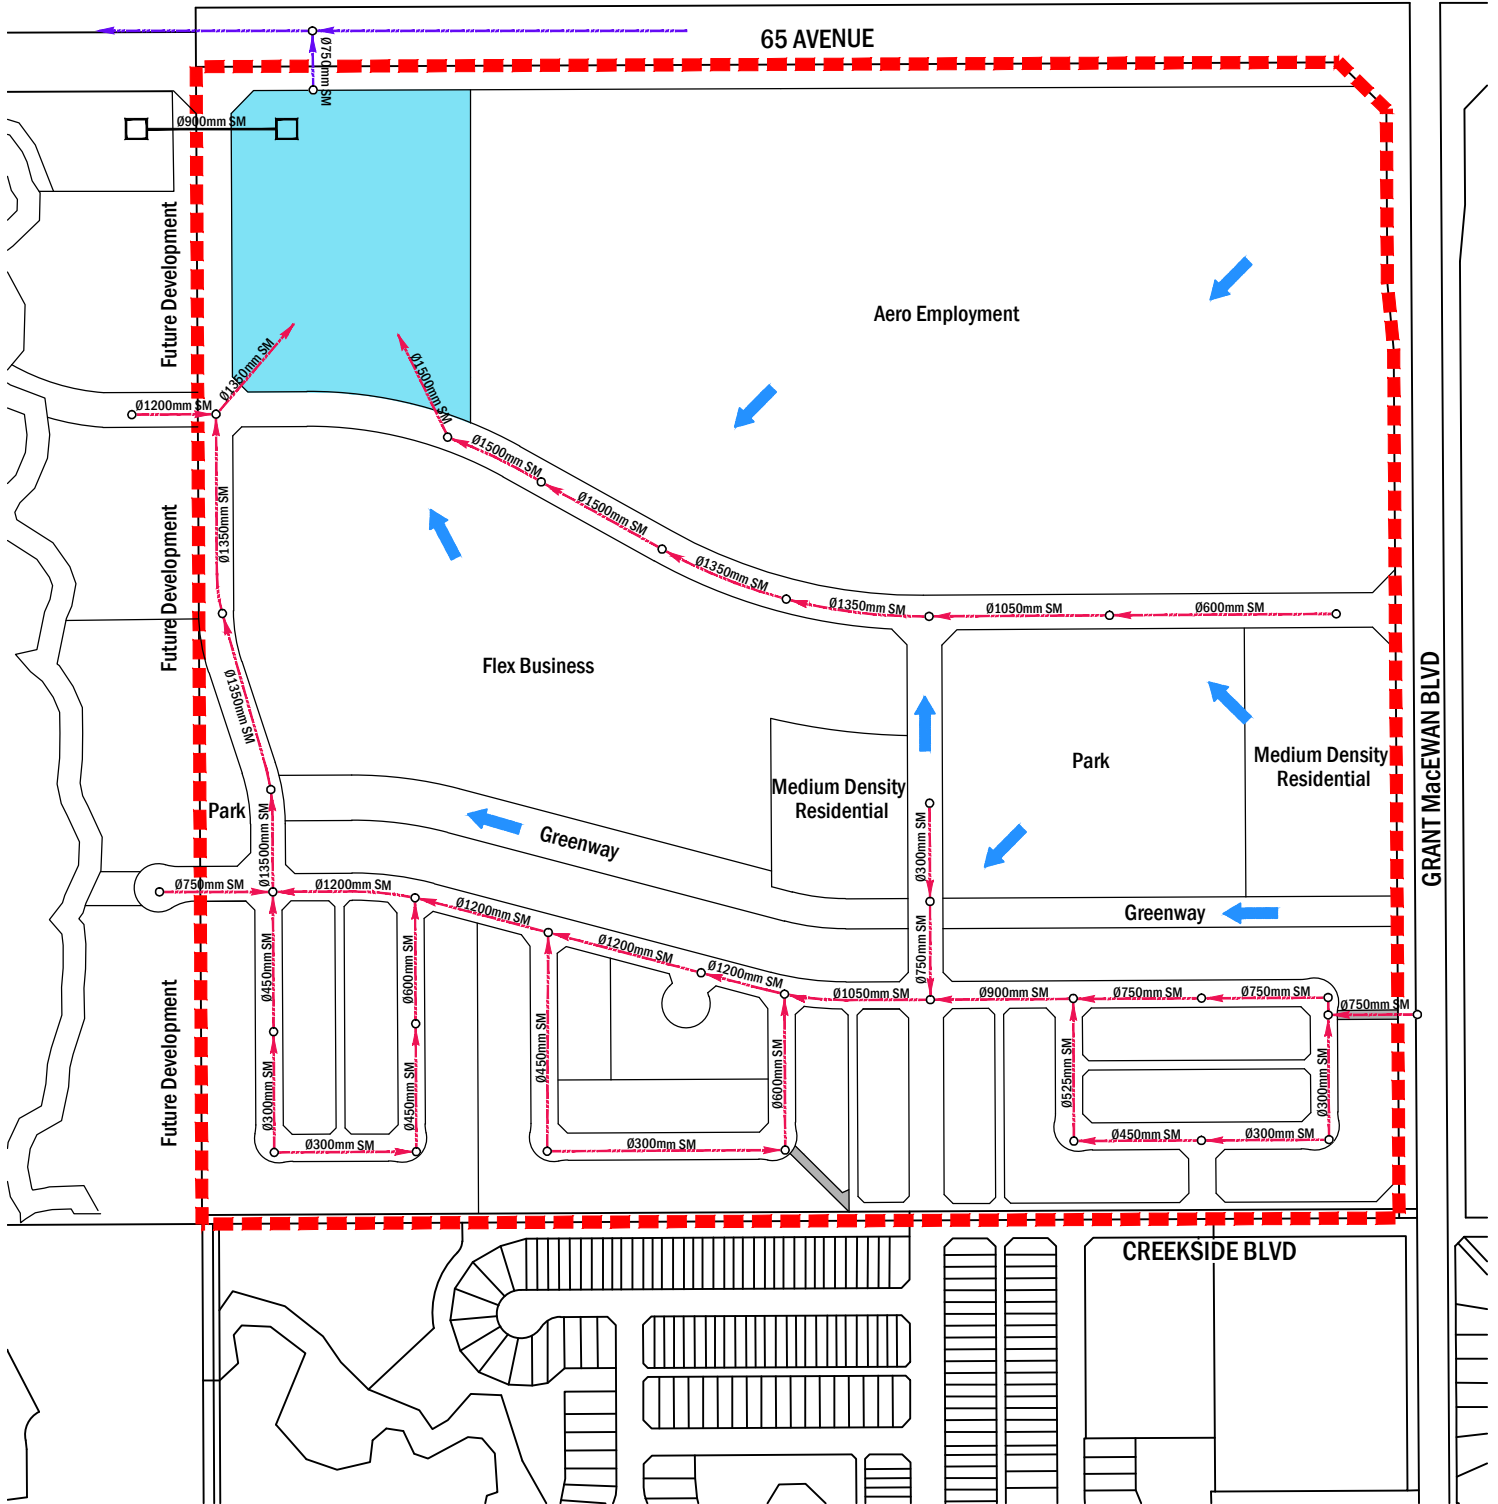 65 AVENUE
Ø750mm SM
Ø900mm SM
Future Development
Aero Employment
Ø1350mm SM
Ø1500mm SM
Ø1200mm SM
Ø1500mm SM
Ø1500mm SM
Ø1350mm SM
Future Development
Ø1350mm SM
Ø1350mm SM
Ø1050mm SM
Ø600mm SM
Flex Business
Ø1350mm SM
GRANT MacEWAN BLVD
Park
Medium Density
Residential
Medium Density
Residential
Park
Ø13500mm SM
Greenway
Ø300mm SM
Ø750mm SM
Ø1200mm SM
Ø1200mm SM
Greenway
Ø1200mm SM
Ø1200mm SM
Ø750mm SM
Ø450mm SM
Ø600mm SM
Ø1050mm SM
Ø900mm SM
Ø750mm SM
Ø750mm SM
Ø750mm SM
Future Development
Ø450mm SM
Ø600mm SM
Ø525mm SM
Ø300mm SM
Ø300mm SM
Ø450mm SM
Ø300mm SM
Ø300mm SM
Ø450mm SM
Ø300mm SM
CREEKSIDE BLVD